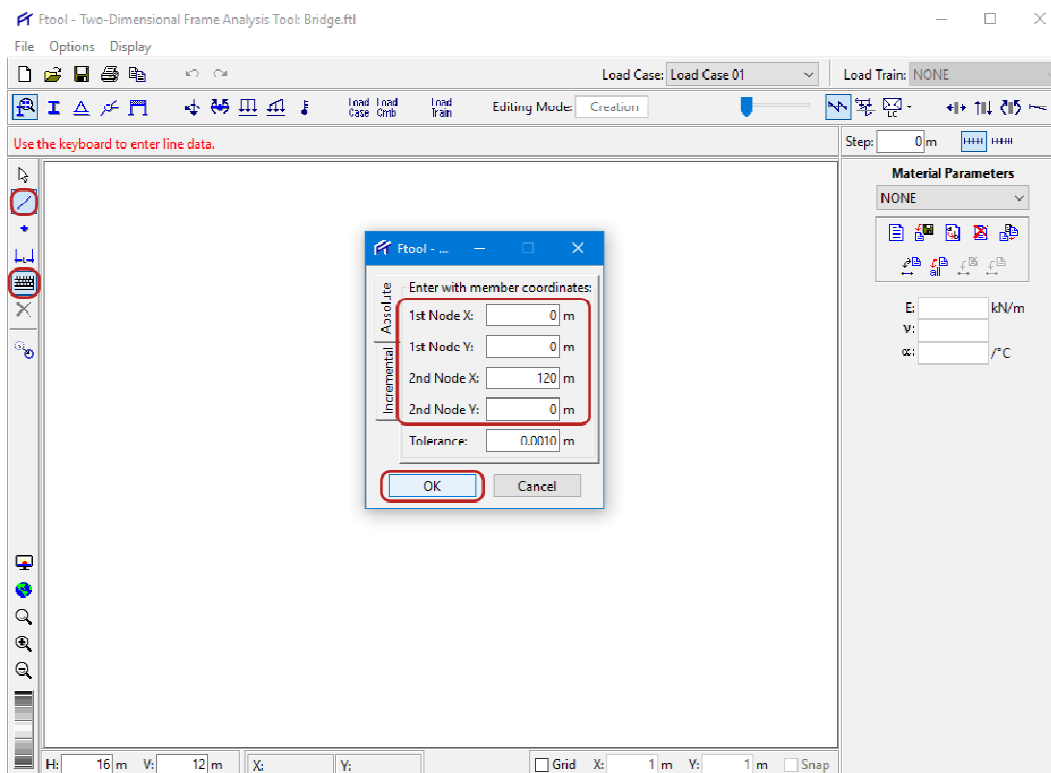 Ftool - Two-Dimensional Frame Analysis Tool: Bridge.ftl
File Options Display
Load Case: Load Case 01 Load Train: NONE
Load Case Load Cmb Load Train Editing Mode: Creation LC
Use the keyboard to enter line data. Step: 0 m
Material Parameters
NONE
all
E: kN/m
ν:
∝: /°C
Ftool - ...
Absolute
Incremental
Enter with member coordinates:
1st Node X: 0 m
1st Node Y: 0 m
2nd Node X: 120 m
2nd Node Y: 0 m
Tolerance: 0.0010 m
OK Cancel
H: 16 m V: 12 m X: Y: Grid X: 1 m Y: 1 m Snap